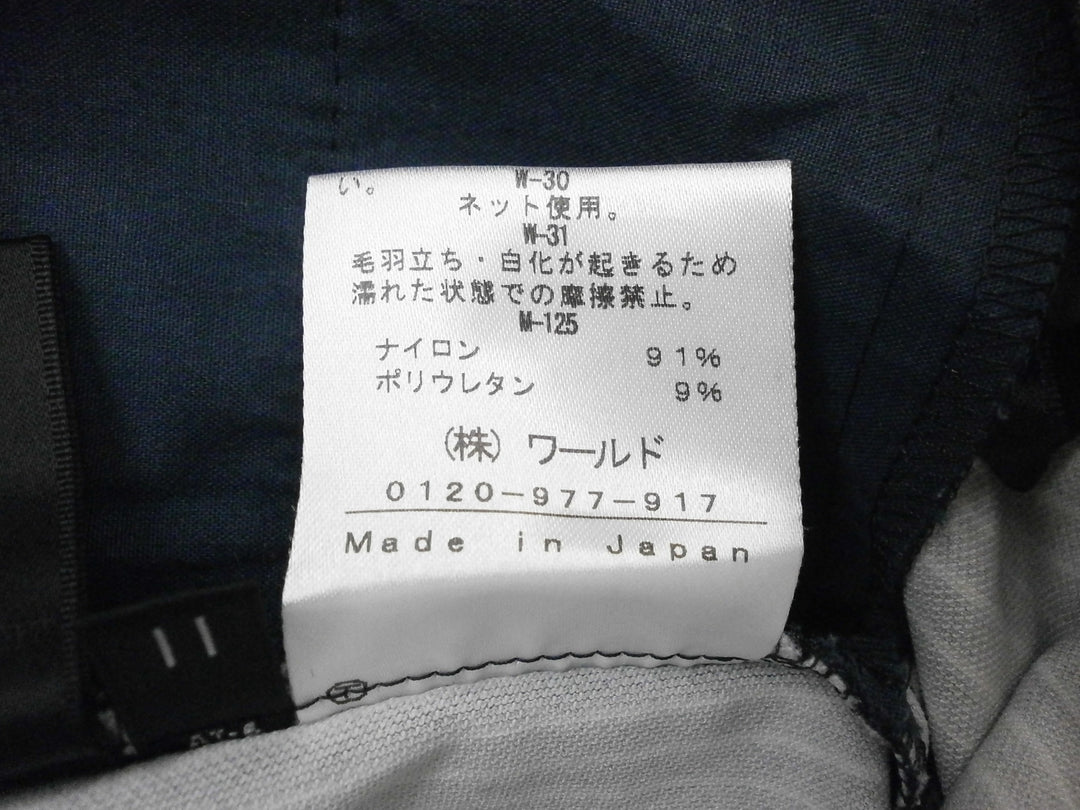 い。
W-30
ネット使用。
W-31
毛羽立ち・白化が起きるため
濡れた状態での摩擦禁止。
M-125
ナイロン 91%
ポリウレタン 9%
(株) ワールド
0120-977-917
Made in Japan
11